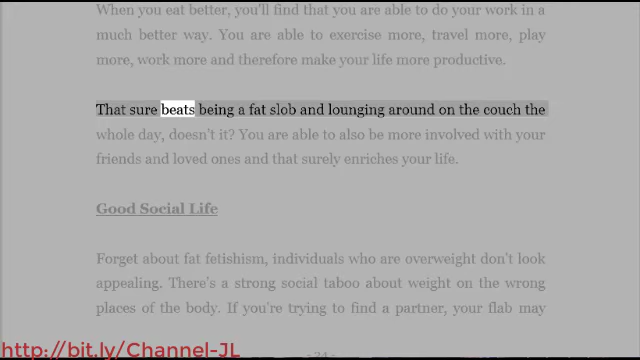 When you eat better, you'll find that you are able to do your work in a
much better way. You are able to exercise more, travel more, play
more, work more and therefore make your life more productive.
That sure beats being a fat slob and lounging around on the couch the
whole day, doesn't it? You are able to also be more involved with your
friends and loved ones and that surely enriches your life.
Good Social Life
Forget about fat fetishism, individuals who are overweight don't look
appealing. There's a strong social taboo about weight on the wrong
places of the body. If you're trying to find a partner, your flab may
http://bit.ly/Channel-JL